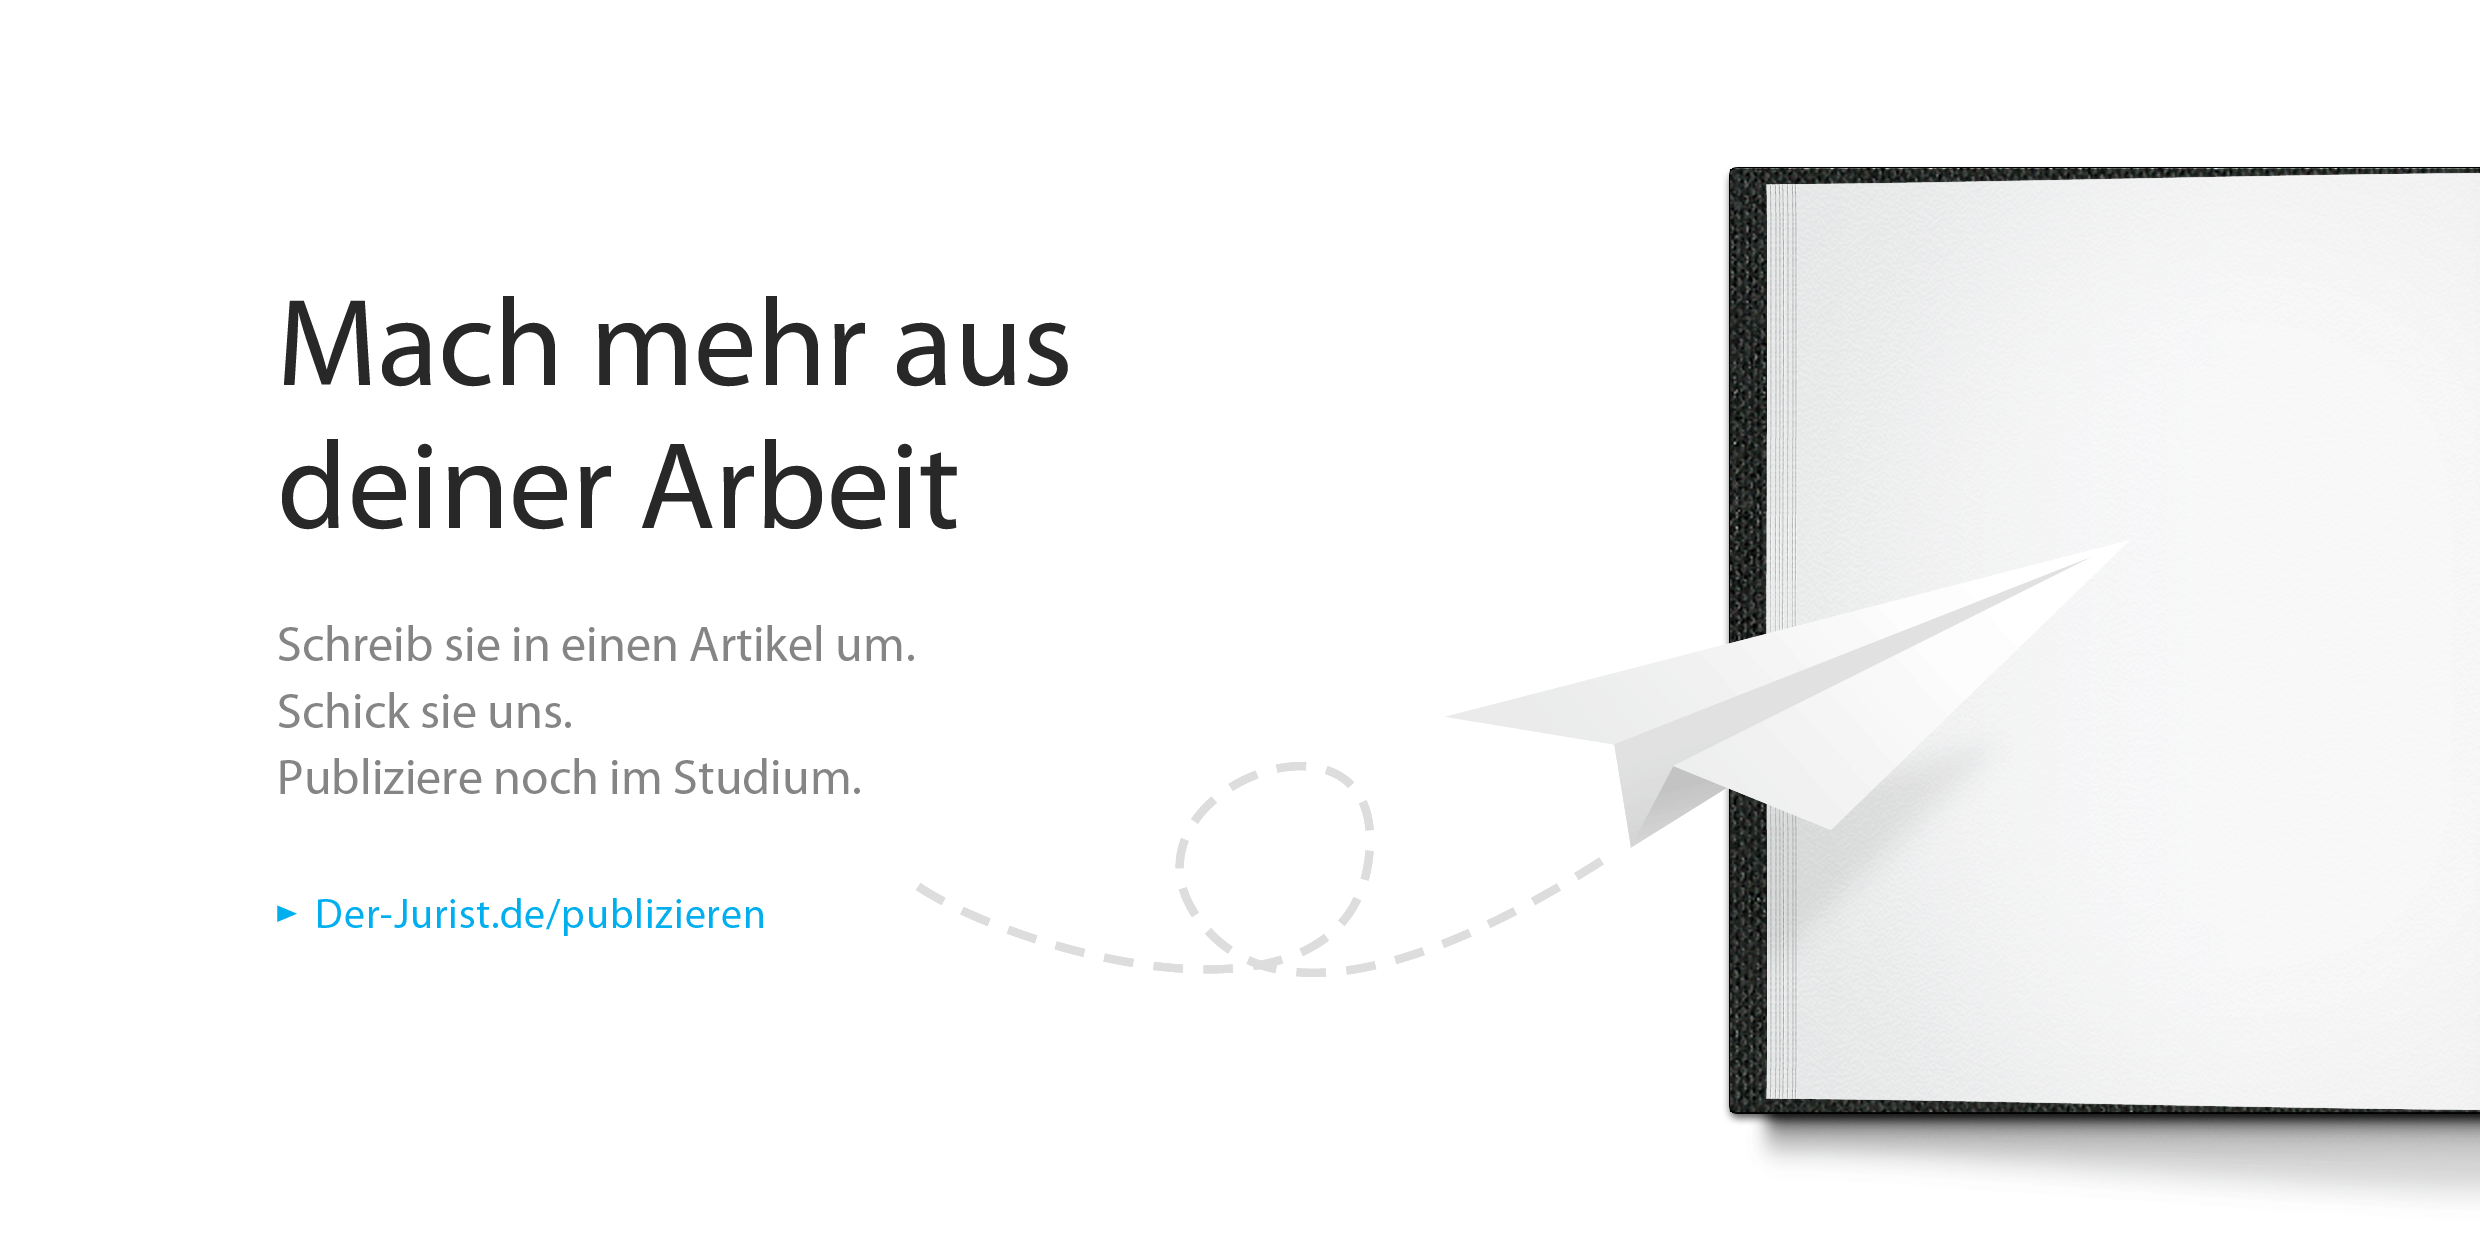 Mach mehr aus
deiner Arbeit
Schreib sie in einen Artikel um.
Schick sie uns.
Publiziere noch im Studium.
► Der-Jurist.de/publizieren